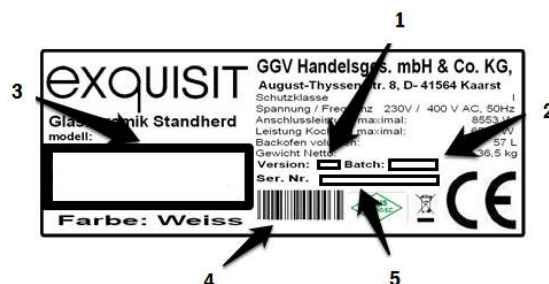 1
3
2
exquisit
Glaskeramik Standherd
modell:
Farbe: Weiss
GGV Handelsges. mbH & Co. KG,
August-Thyssen-Str. 8, D- 41564 Kaarst
Schutzklasse I
Spannung / Frequenz 230V / 400 V AC, 50Hz
Anschlussleistung maximal: 8553 W
Leistung maximal:
Backofen volumen: 57 L
Gewicht Netto: 36,5 kg
Version: Batch:
Ser. Nr.
CE
4
5